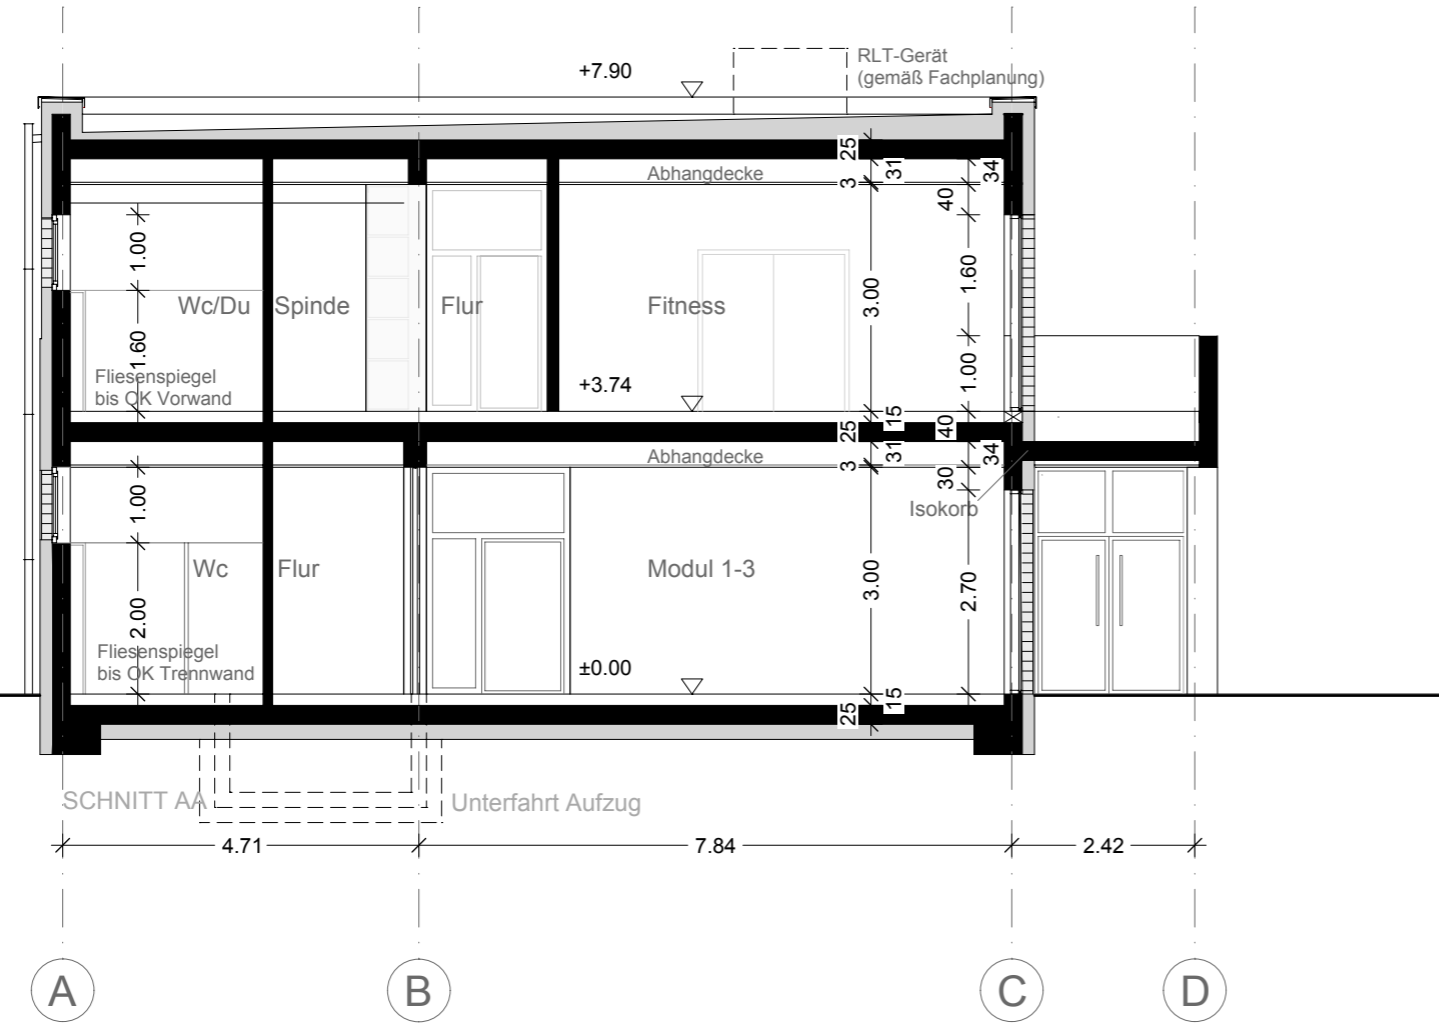 RLT-Gerät
(gemäß Fachplanung)
+7.90
25
31
34
Abhangdecke
3
40
1.00
3.00
1.60
Wc/Du
Spinde
Flur
Fitness
1.60
1.00
Fliesenspiegel
bis OK Vorwand
+3.74
15
25
40
31
34
Abhangdecke
3
30
1.00
Isokorb
Wc
Flur
Modul 1-3
3.00
2.70
2.00
Fliesenspiegel
bis OK Trennwand
±0.00
15
25
SCHNITT AA
Unterfahrt Aufzug
4.71
7.84
2.42
A
B
C
D